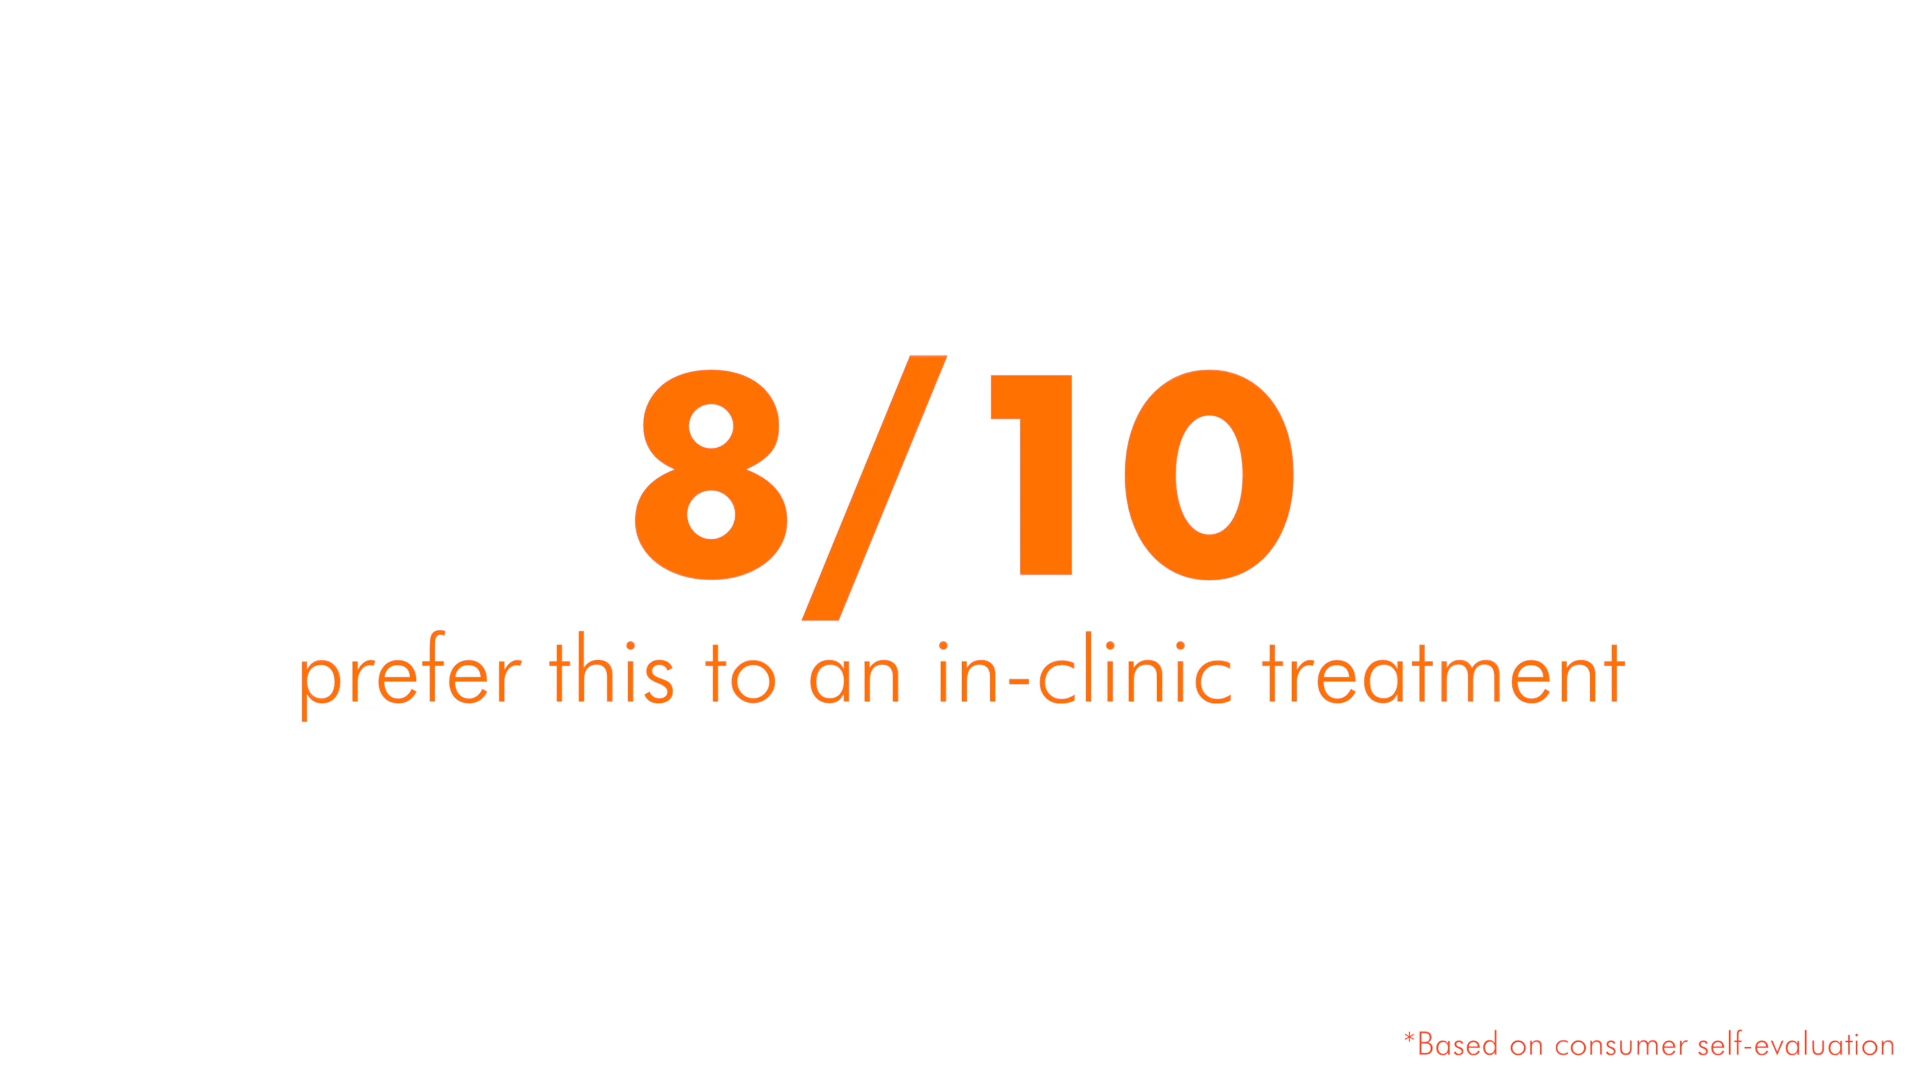 8/10
prefer this to an in-clinic treatment
*Based on consumer self-evaluation